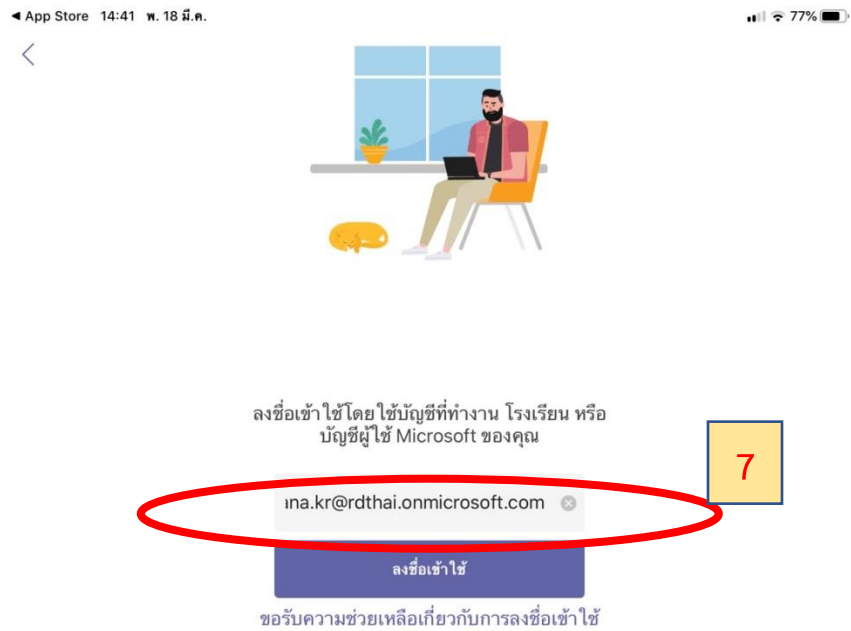 ◀ App Store 14:41 พ. 18 มี.ค. 77%
ลงชื่อเข้าใช้โดยใช้บัญชีที่ทำงาน โรงเรียน หรือ
บัญชีผู้ใช้ Microsoft ของคุณ
7
na.kr@rdthai.onmicrosoft.com
ลงชื่อเข้าใช้
ขอรับความช่วยเหลือเกี่ยวกับการลงชื่อเข้าใช้